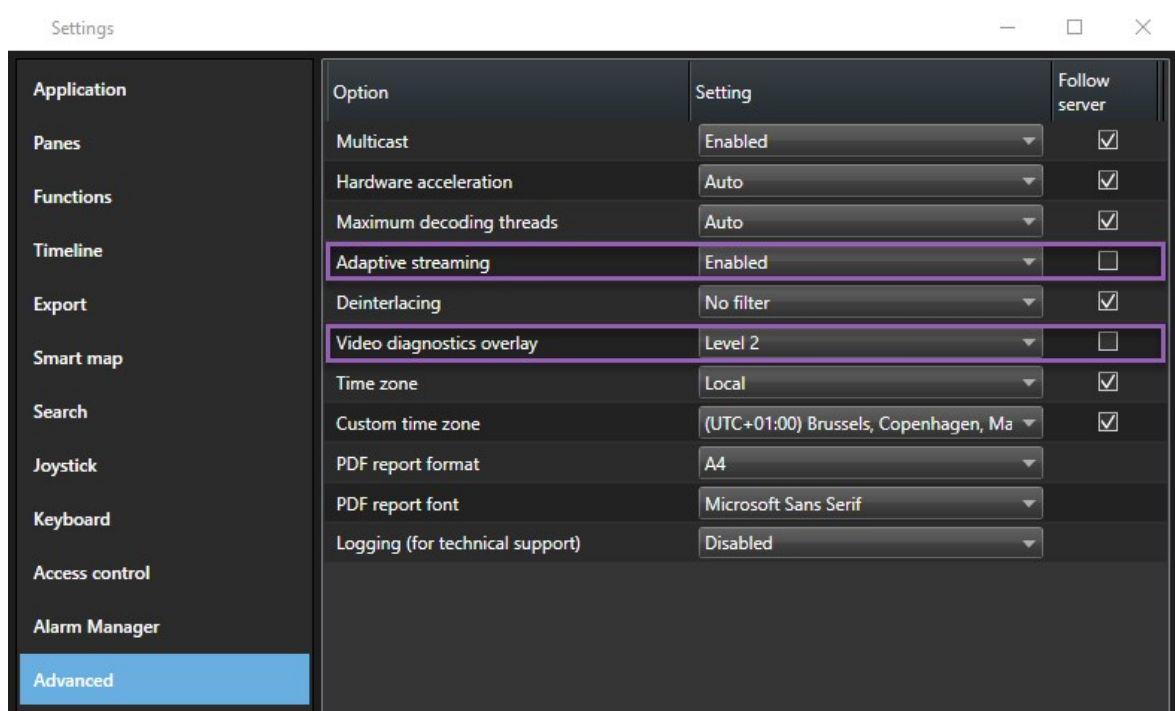 Settings
Application
Panes
Functions
Timeline
Export
Smart map
Search
Joystick
Keyboard
Access control
Alarm Manager
Advanced
Option Setting Follow server
Multicast Enabled
Hardware acceleration Auto
Maximum decoding threads Auto
Adaptive streaming Enabled
Deinterlacing No filter
Video diagnostics overlay Level 2
Time zone Local
Custom time zone (UTC+01:00) Brussels, Copenhagen, Ma
PDF report format A4
PDF report font Microsoft Sans Serif
Logging (for technical support) Disabled